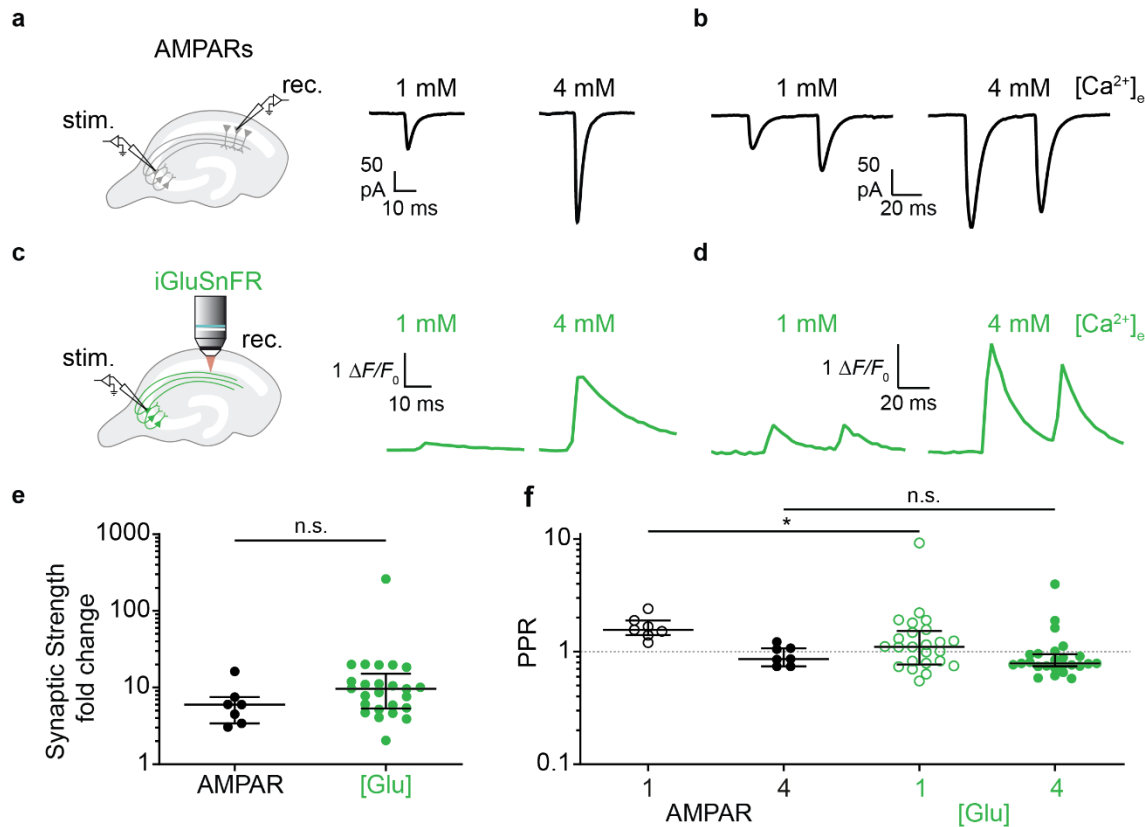 a
AMPARs
stim.
rec.
1 mM
4 mM
50
pA
10 ms
b
1 mM
4 mM
[Ca²⁺]ₑ
50
pA
20 ms
c
iGluSnFR
stim.
rec.
1 mM
4 mM
1 ΔF/F₀
10 ms
d
1 mM
4 mM
[Ca²⁺]ₑ
1 ΔF/F₀
20 ms
e
n.s.
Synaptic Strength
fold change
1000
100
10
1
AMPAR
[Glu]
f
n.s.
*
PPR
10
1
0.1
1
4
1
4
AMPAR
[Glu]